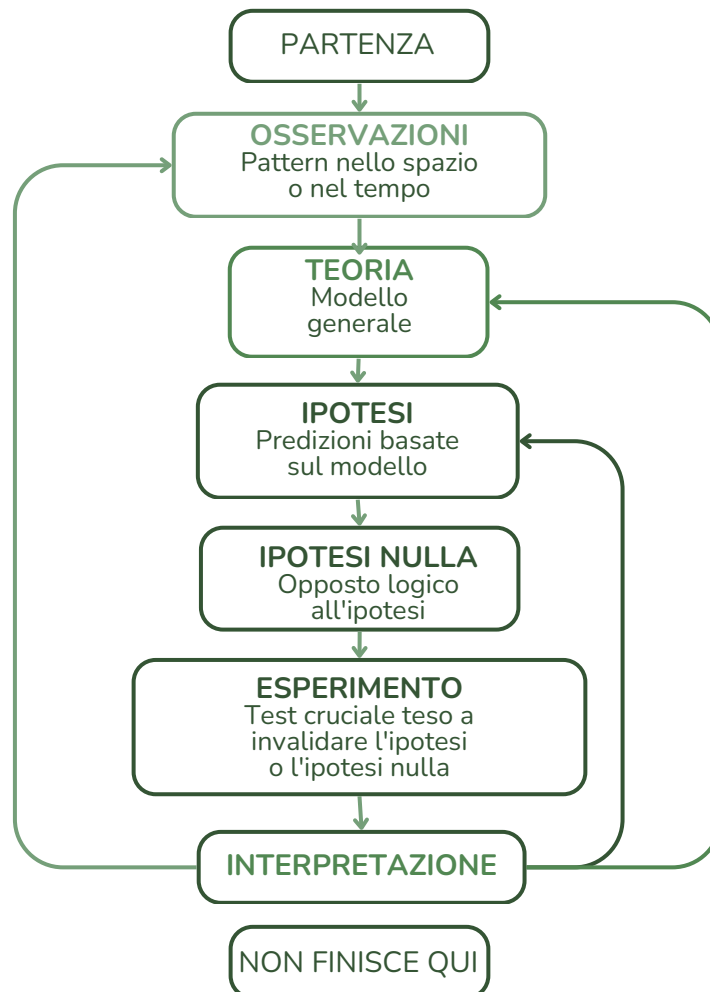 PARTENZA
OSSERVAZIONI
Pattern nello spazio
o nel tempo
TEORIA
Modello
generale
IPOTESI
Predizioni basate
sul modello
IPOTESI NULLA
Opposto logico
all'ipotesi
ESPERIMENTO
Test cruciale teso a
invalidare l'ipotesi
o l'ipotesi nulla
INTERPRETAZIONE
NON FINISCE QUI